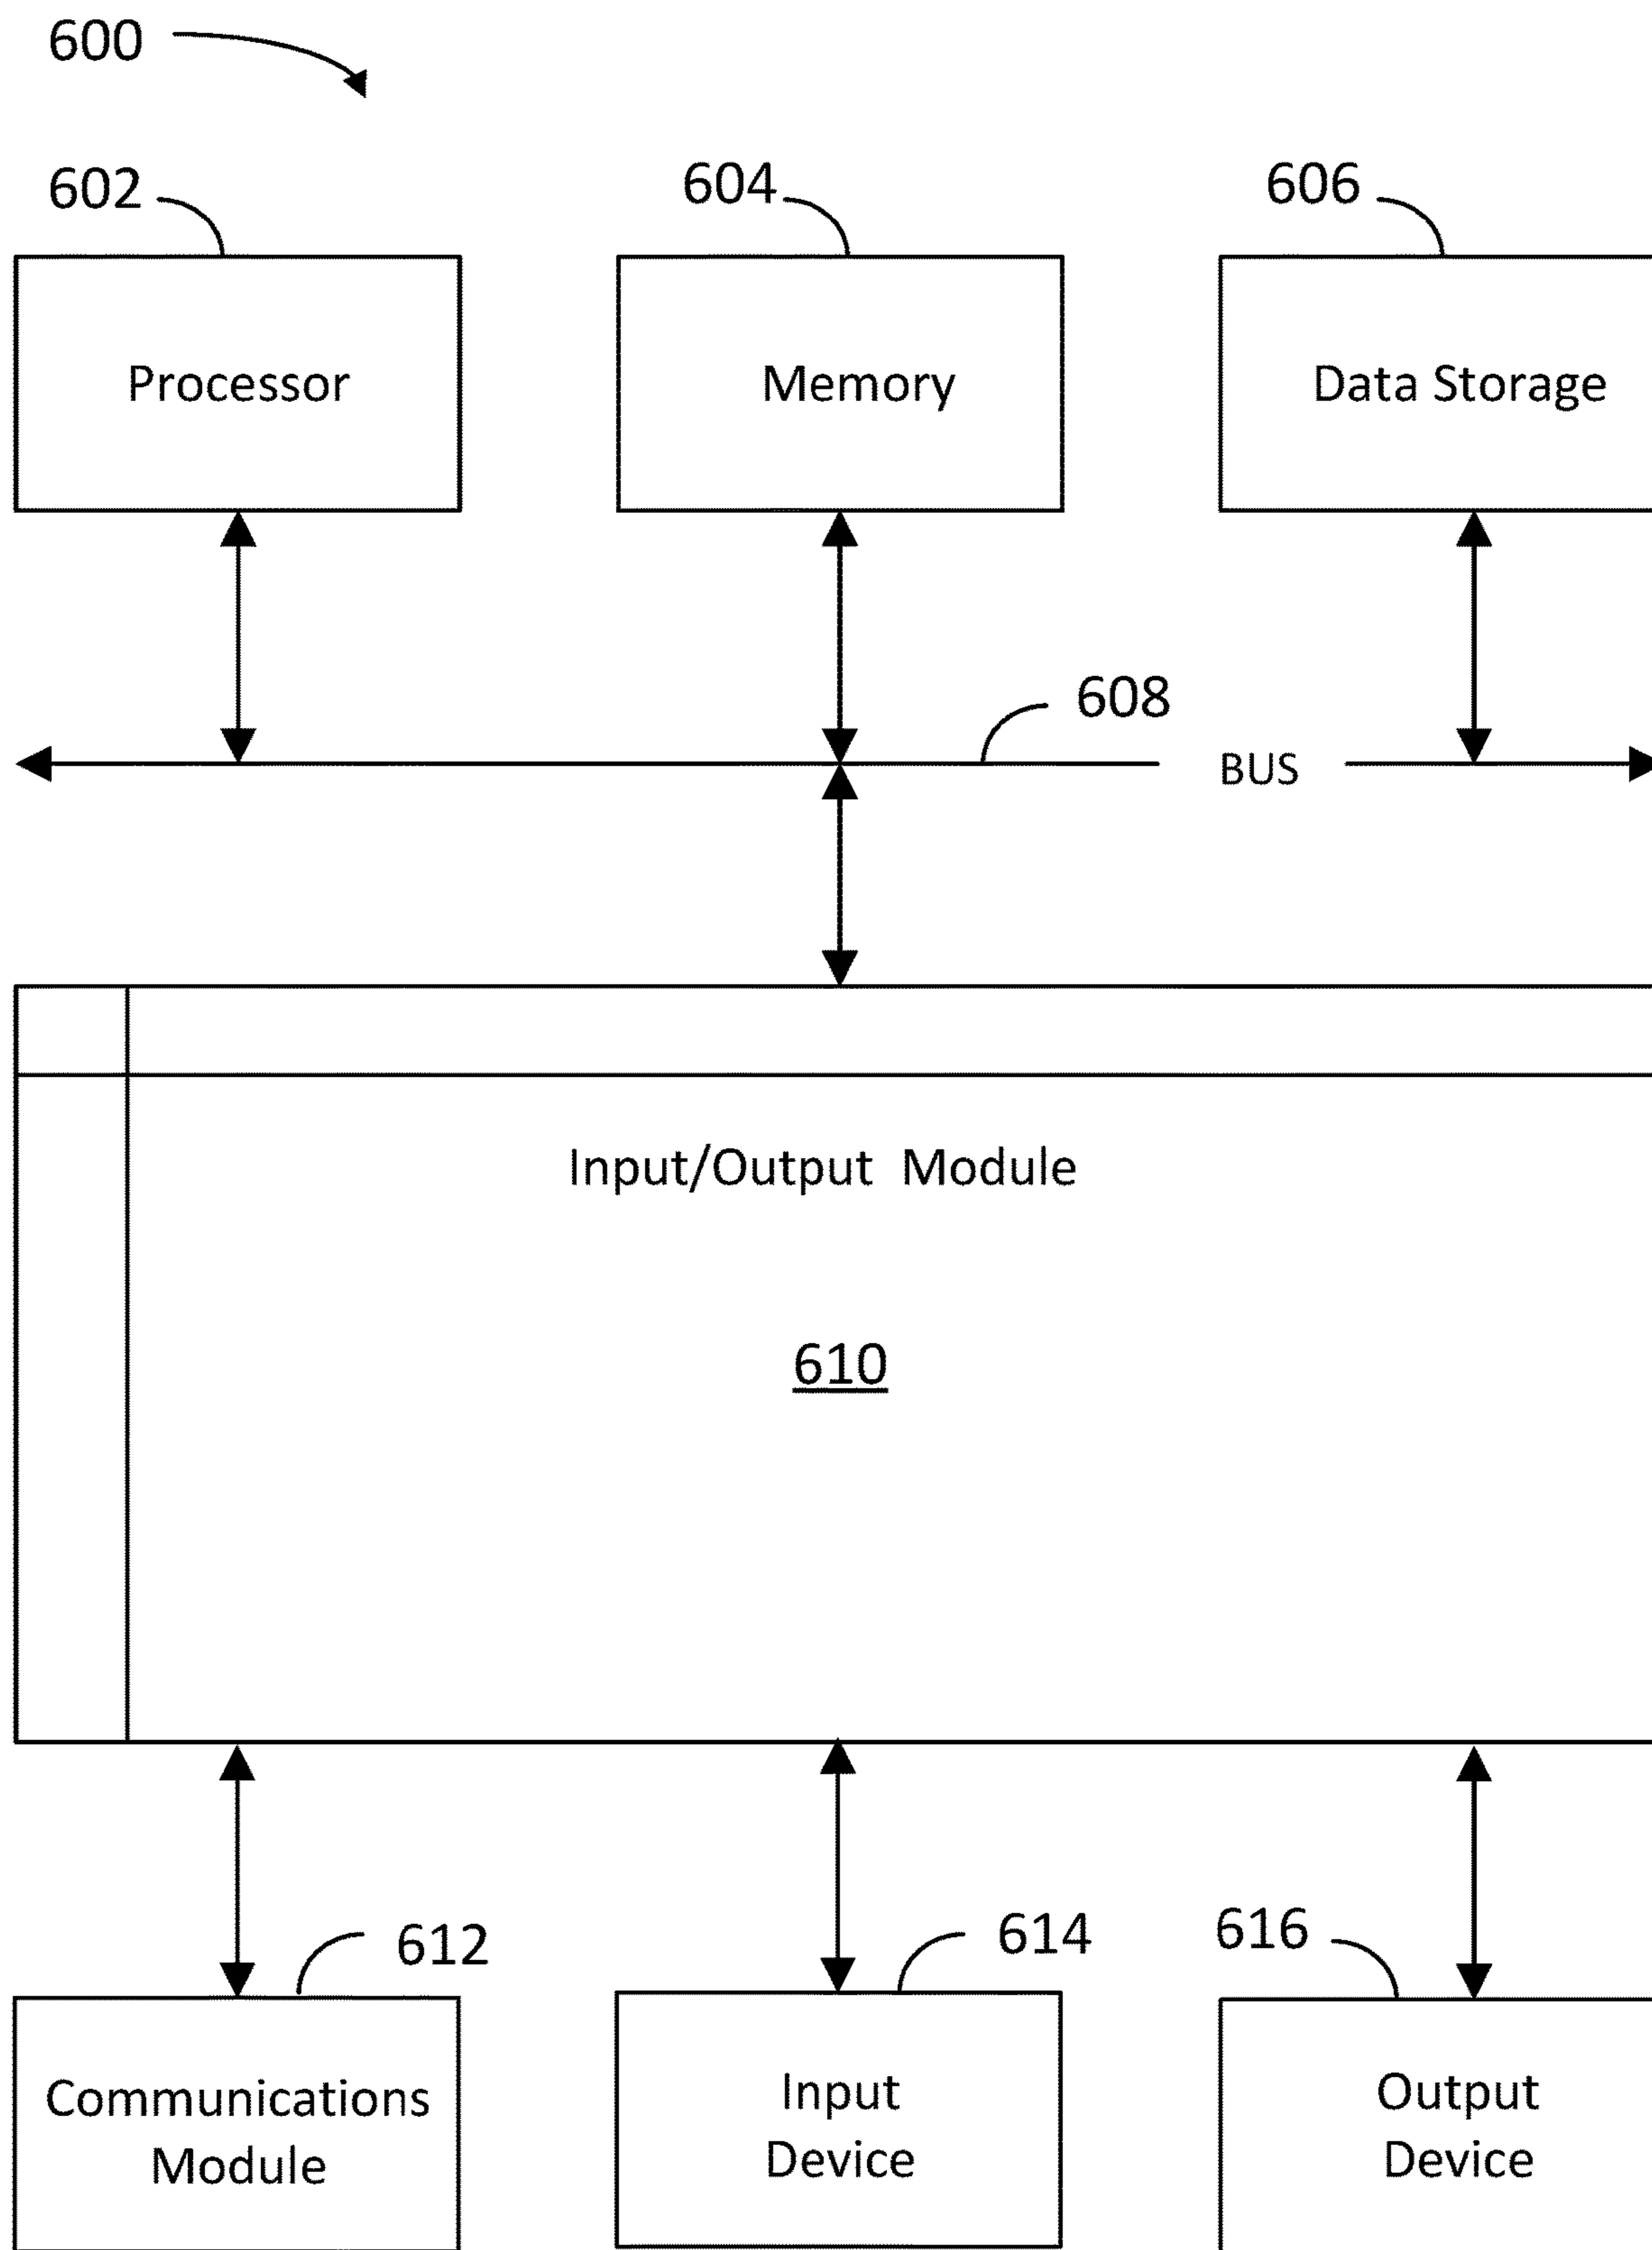 600
602
604
606
Processor
Memory
Data Storage
608
BUS
Input/Output Module
610
612
614
616
Communications
Module
Input
Device
Output
Device